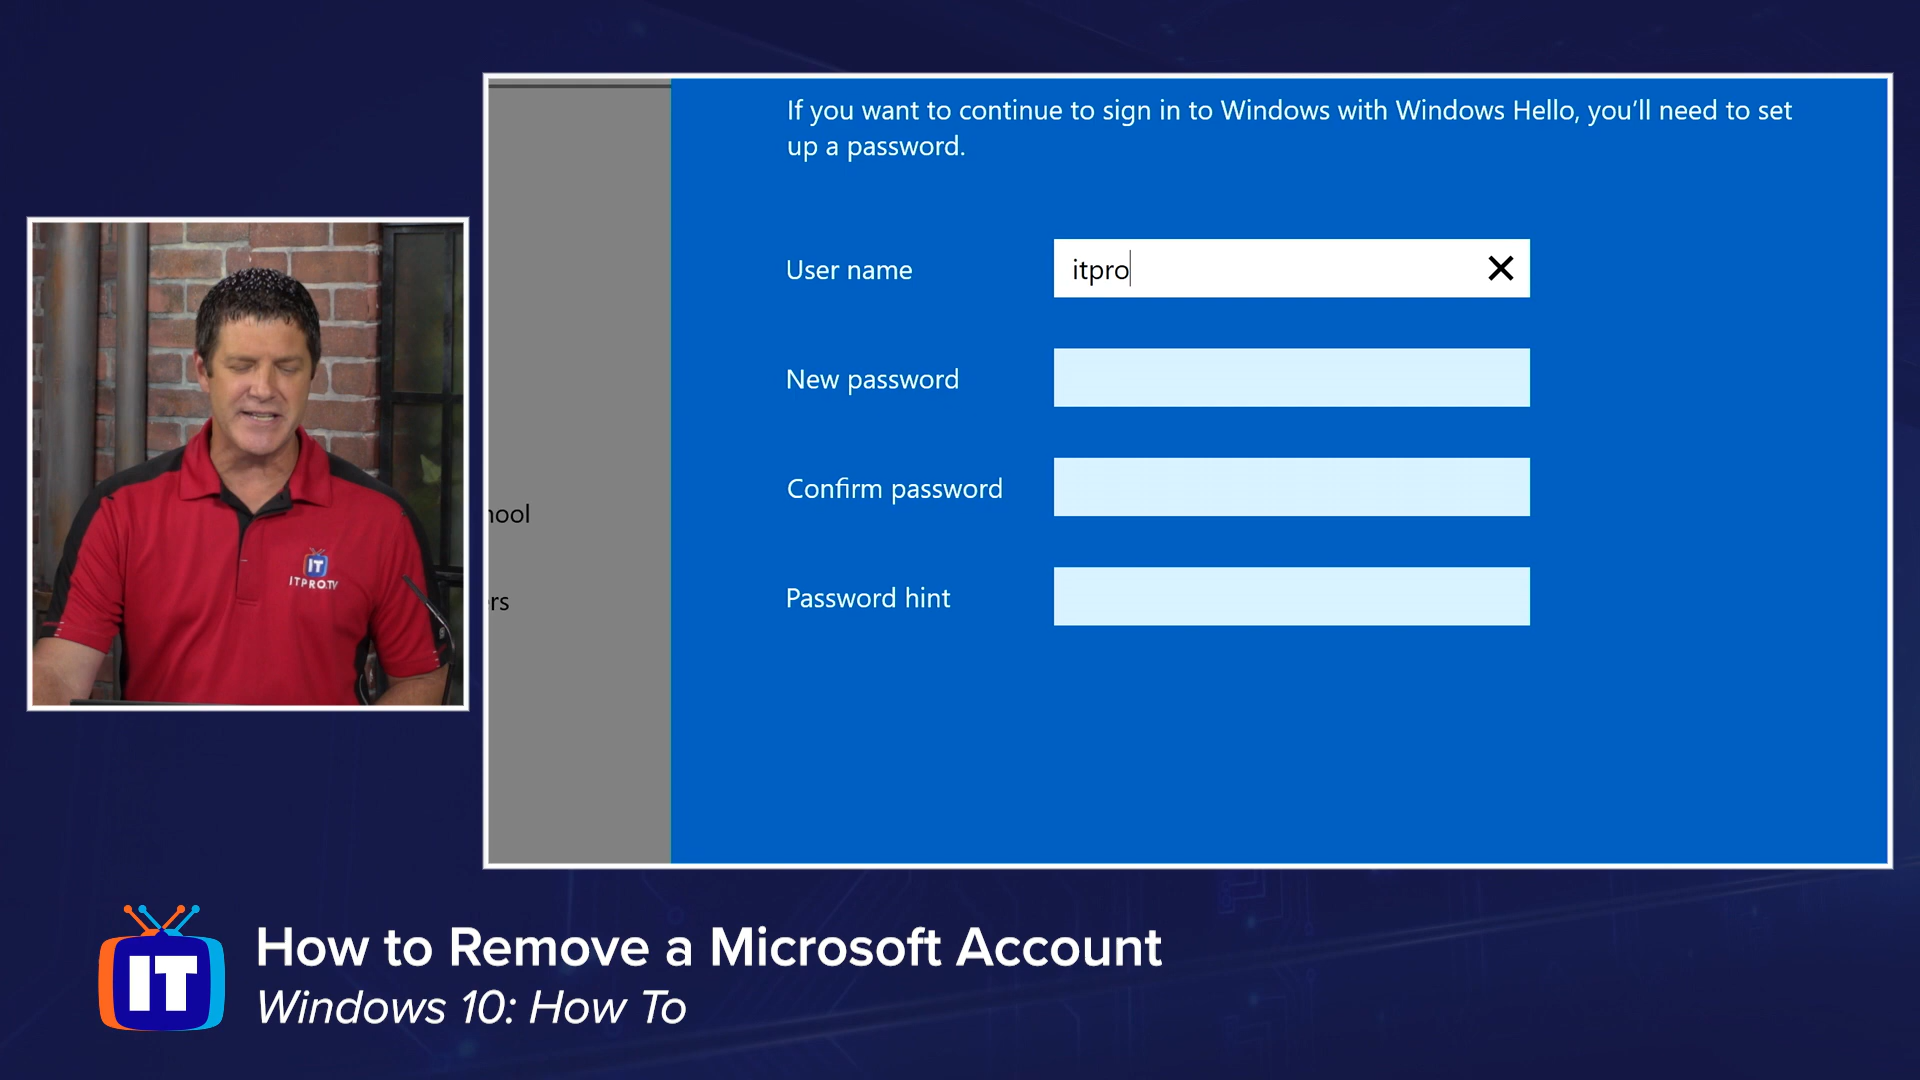 If you want to continue to sign in to Windows with Windows Hello, you'll need to set
up a password.
User name
itpro
New password
Confirm password
Password hint
hool
rs
IT
ITPRO.TV
IT
How to Remove a Microsoft Account
Windows 10: How To